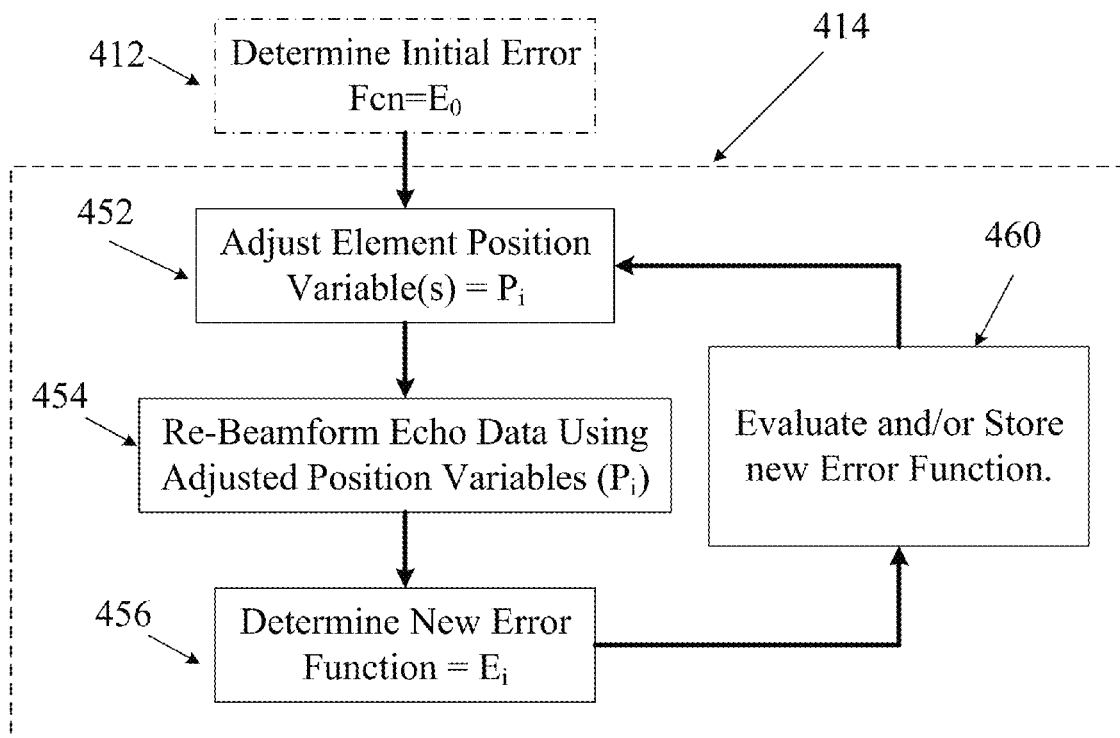 412
Determine Initial Error
Fcn=E₀
414
452
Adjust Element Position
Variable(s) = Pᵢ
460
454
Re-Beamform Echo Data Using
Adjusted Position Variables (Pᵢ)
Evaluate and/or Store
new Error Function.
456
Determine New Error
Function = Eᵢ